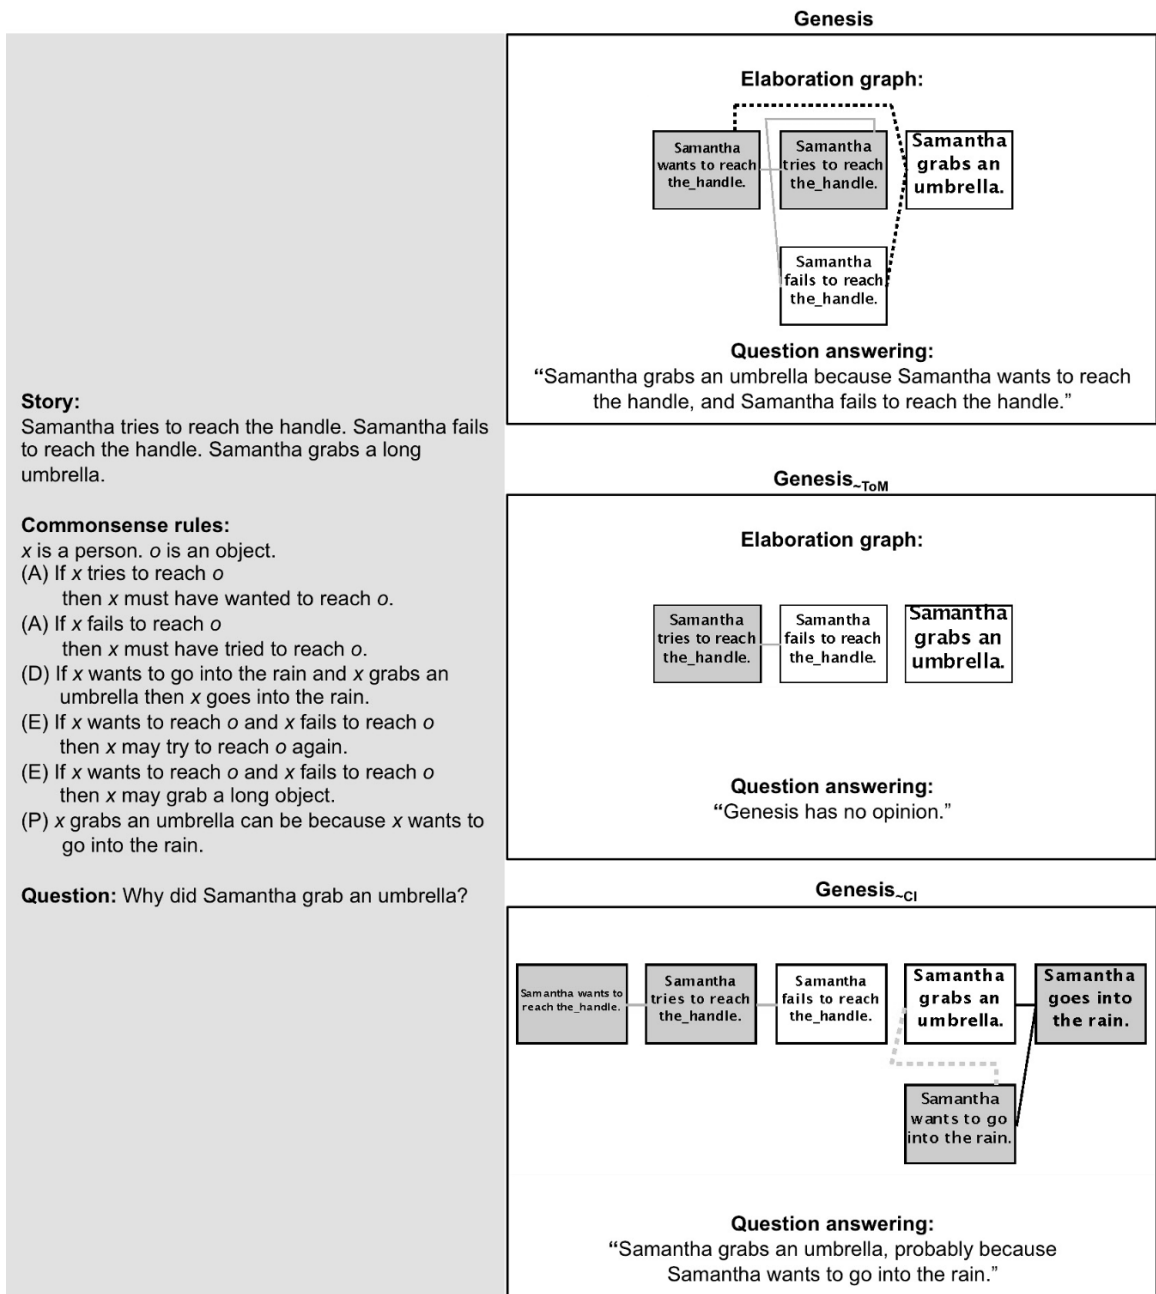 Story:
Samantha tries to reach the handle. Samantha fails
to reach the handle. Samantha grabs a long
umbrella.
Commonsense rules:
x is a person. o is an object.
(A) If x tries to reach o
then x must have wanted to reach o.
(A) If x fails to reach o
then x must have tried to reach o.
(D) If x wants to go into the rain and x grabs an
umbrella then x goes into the rain.
(E) If x wants to reach o and x fails to reach o
then x may try to reach o again.
(E) If x wants to reach o and x fails to reach o
then x may grab a long object.
(P) x grabs an umbrella can be because x wants to
go into the rain.
Question: Why did Samantha grab an umbrella?
Genesis
Elaboration graph:
Samantha
wants to reach
the_handle.
Samantha
tries to reach
the_handle.
Samantha
grabs an
umbrella.
Samantha
fails to reach
the_handle.
Question answering:
“Samantha grabs an umbrella because Samantha wants to reach
the handle, and Samantha fails to reach the handle.”
Genesis~ToM
Elaboration graph:
Samantha
tries to reach
the_handle.
Samantha
fails to reach
the_handle.
Samantha
grabs an
umbrella.
Question answering:
“Genesis has no opinion.”
Genesis~CI
Samantha wants to
reach the_handle.
Samantha
tries to reach
the_handle.
Samantha
fails to reach
the_handle.
Samantha
grabs an
umbrella.
Samantha
goes into
the rain.
Samantha
wants to go
into the rain.
Question answering:
“Samantha grabs an umbrella, probably because
Samantha wants to go into the rain.”